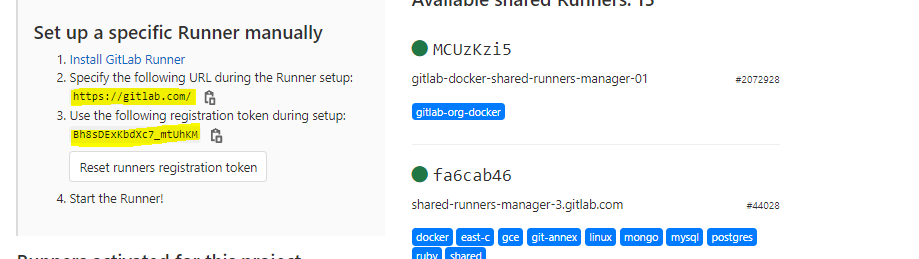 Set up a specific Runner manually
1. Install GitLab Runner
2. Specify the following URL during the Runner setup:
https://gitlab.com/
3. Use the following registration token during setup:
Bh8sDExKbdXc7_mtUhKM
Reset runners registration token
4. Start the Runner!
Runners activated for this project
Available shared Runners: 15
MCUzKzi5
gitlab-docker-shared-runners-manager-01 #2072928
gitlab-org-docker
fa6cab46
shared-runners-manager-3.gitlab.com #44028
docker east-c gce git-annex linux mongo mysql postgres
ruby shared